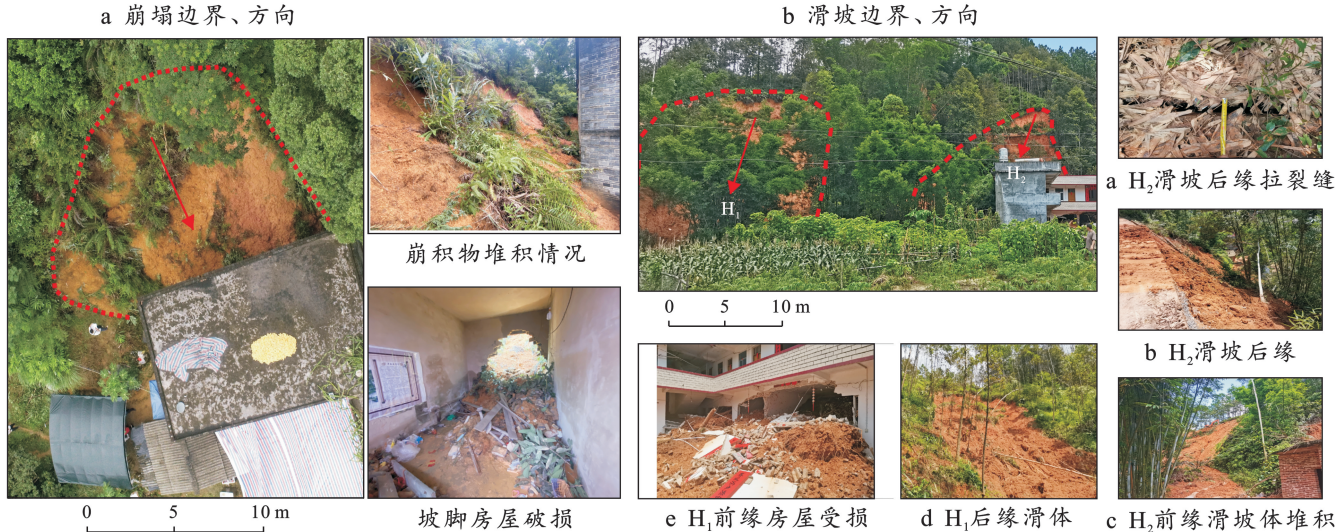 a 崩塌边界、方向
b 滑坡边界、方向
崩积物堆积情况
坡脚房屋破损
0 5 10 m
H₁
H₂
0 10 m
a H₂滑坡后缘拉裂缝
b H₂滑坡后缘
c H₂前缘滑坡体堆积
d H₁后缘滑体
e H₁前缘房屋受损